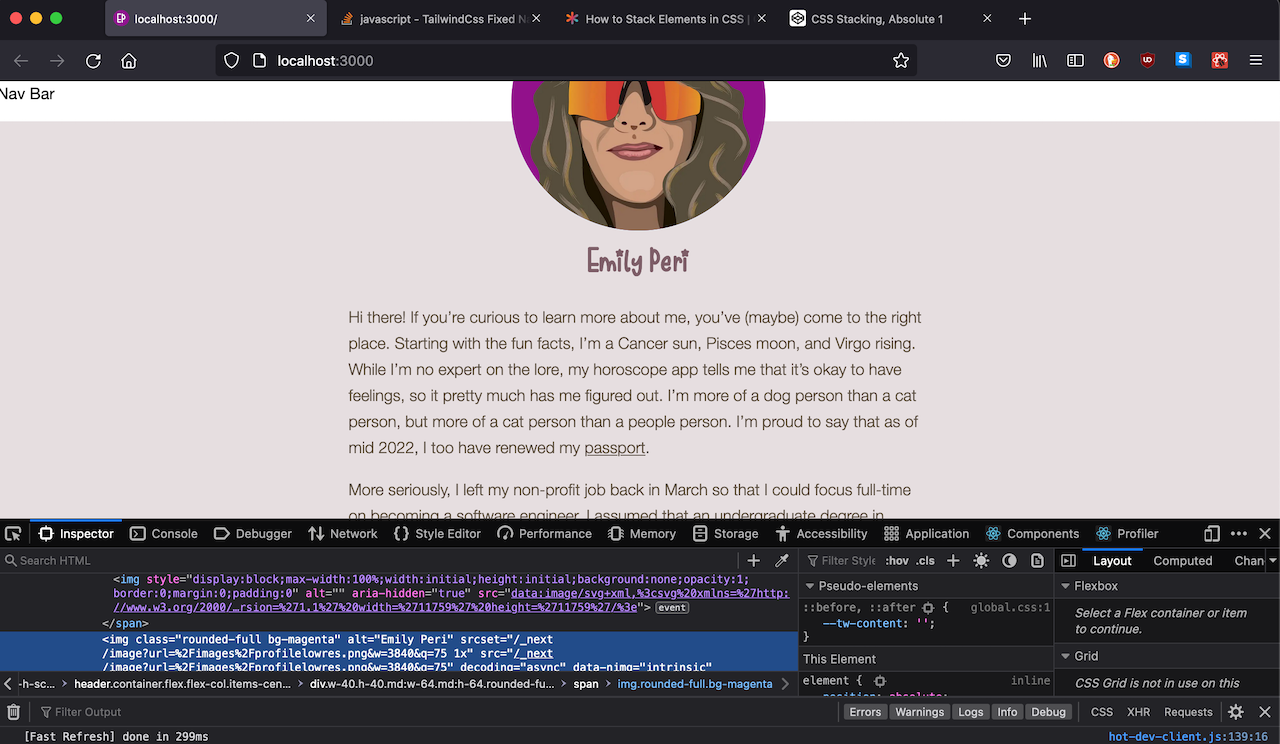 EP localhost:3000/
javascript - TailwindCss Fixed N
How to Stack Elements in CSS |
CSS Stacking, Absolute 1
localhost:3000
Nav Bar
Emily Peri
Hi there! If you’re curious to learn more about me, you’ve (maybe) come to the right
place. Starting with the fun facts, I’m a Cancer sun, Pisces moon, and Virgo rising.
While I’m no expert on the lore, my horoscope app tells me that it’s okay to have
feelings, so it pretty much has me figured out. I’m more of a dog person than a cat
person, but more of a cat person than a people person. I’m proud to say that as of
mid 2022, I too have renewed my passport.
More seriously, I left my non-profit job back in March so that I could focus full-time
on becoming a software engineer. I assumed that an undergraduate degree in
Inspector Console Debugger Network Style Editor Performance Memory Storage Accessibility Application Components Profiler
Search HTML
Filter Style :hov .cls
Layout Computed Chan
<img style="display:block;max-width:100%;width:initial;height:initial;background:none;opacity:1;
border:0;margin:0;padding:0" alt="" aria-hidden="true" src="data:image/svg+xml,%3csvg%20xmlns=%27http:
//www.w3.org/2000/…rsion=%271.1%27%20width=%2711759%27%20height=%2711759%27/%3e"> event
</span>
<img class="rounded-full bg-magenta" alt="Emily Peri" srcset="/_next
/image?url=%2Fimages%2Fprofilelowres.png&w=3840&q=75 1x" src="/_next
/image?url=%2Fimages%2Fprofilelowres.png&w=3840&q=75" decoding="async" data-nimg="intrinsic"
Pseudo-elements
::before, ::after { global.css:1
--tw-content: '';
}
This Element
element { inline
position: absolute;
Flexbox
Select a Flex container or item
to continue.
Grid
CSS Grid is not in use on this
-h-sc... header.container.flex.flex-col.items-cen... div.w-40.h-40.md:w-64.md:h-64.rounded-fu... span img.rounded-full.bg-magenta
Filter Output
Errors Warnings Logs Info Debug CSS XHR Requests
[Fast Refresh] done in 299ms
hot-dev-client.js:139:16